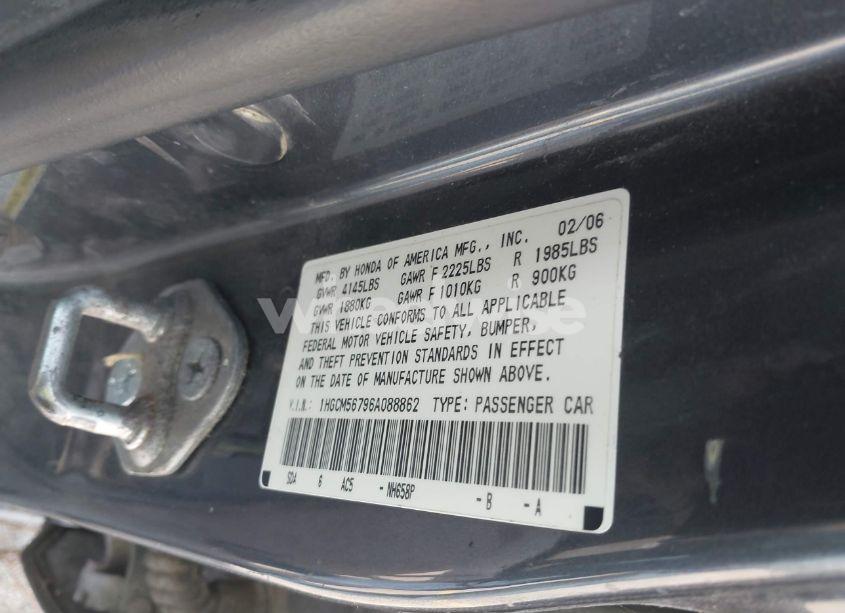 MFD. BY HONDA OF AMERICA MFG., INC. 02/06
GVWR 4145LBS GAWR F 2225LBS R 1985LBS
GVWR 1880KG GAWR F 1010KG R 900KG
THIS VEHICLE CONFORMS TO ALL APPLICABLE
FEDERAL MOTOR VEHICLE SAFETY, BUMPER,
AND THEFT PREVENTION STANDARDS IN EFFECT
ON THE DATE OF MANUFACTURE SHOWN ABOVE.
V.I.N.: 1HGCM56796A088862 TYPE: PASSENGER CAR
SDA 6 AC5 -NH658P -B -A